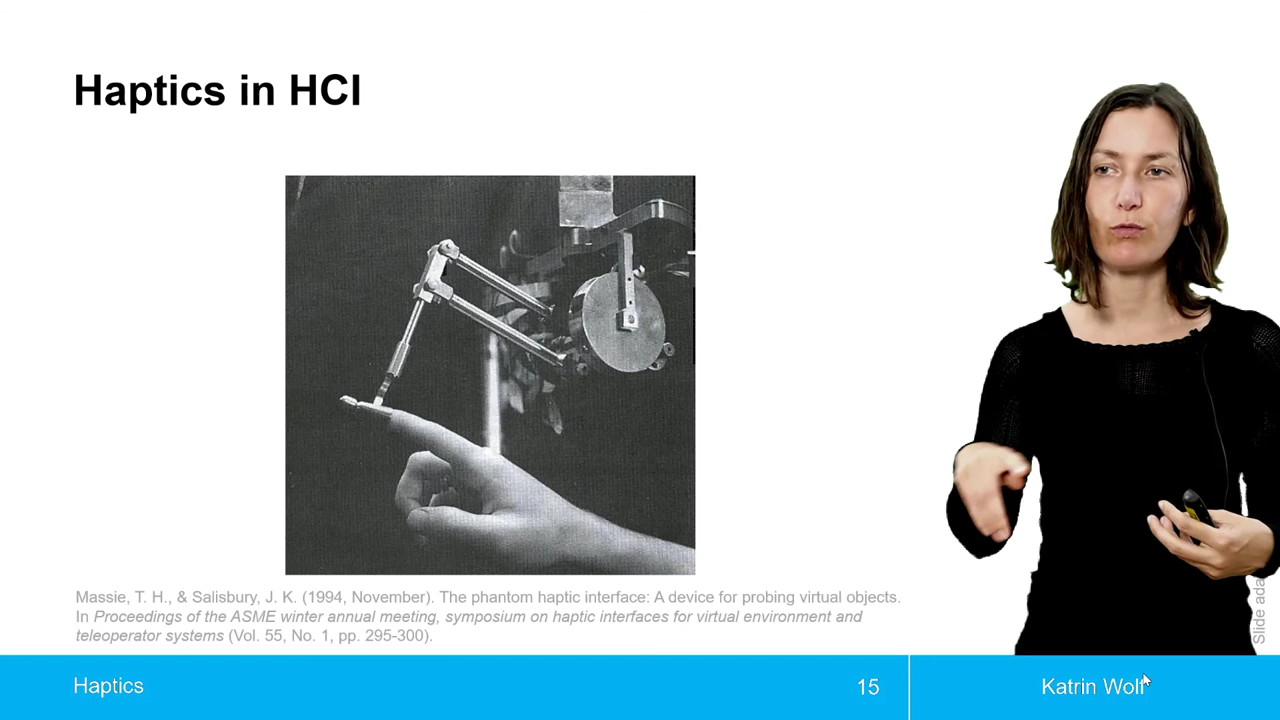 Haptics in HCI
Massie, T. H., & Salisbury, J. K. (1994, November). The phantom haptic interface: A device for probing virtual objects.
In Proceedings of the ASME winter annual meeting, symposium on haptic interfaces for virtual environment and
teleoperator systems (Vol. 55, No. 1, pp. 295-300).
Slide
Haptics
15
Katrin Wolf